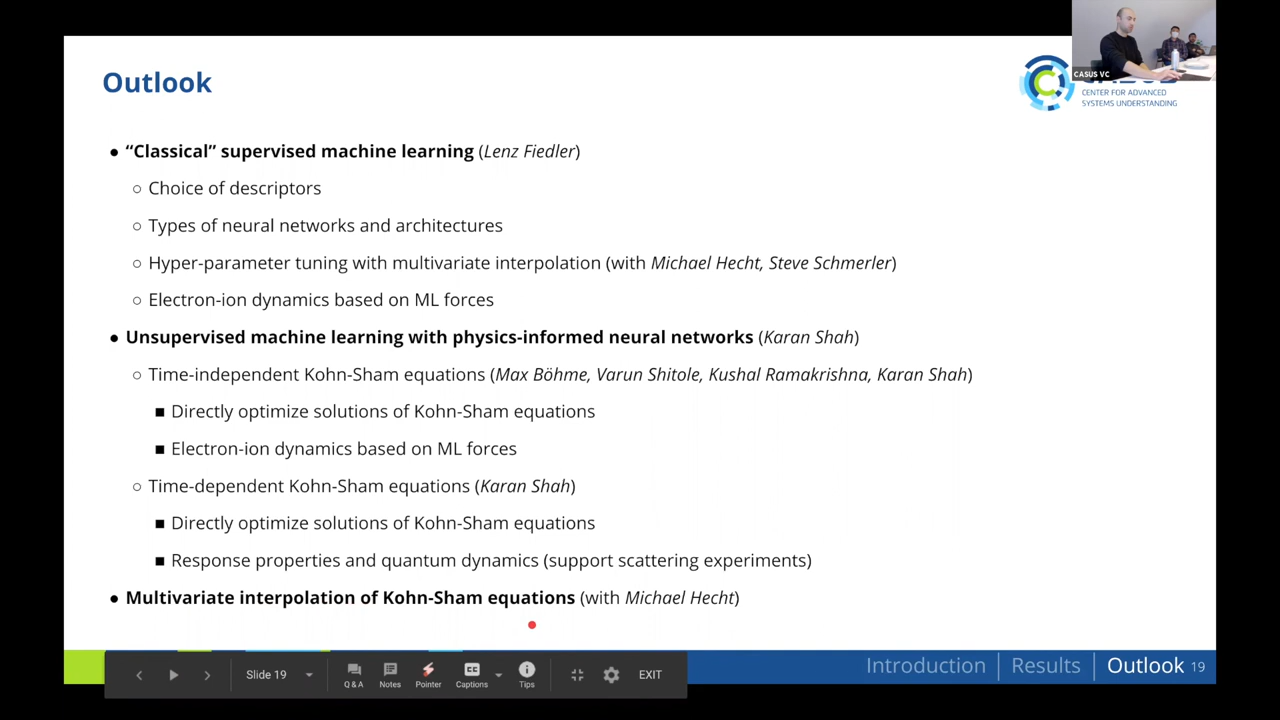 Outlook
CASUS VC
CENTER FOR ADVANCED
SYSTEMS UNDERSTANDING
● “Classical” supervised machine learning (Lenz Fiedler)
○ Choice of descriptors
○ Types of neural networks and architectures
○ Hyper-parameter tuning with multivariate interpolation (with Michael Hecht, Steve Schmerler)
○ Electron-ion dynamics based on ML forces
● Unsupervised machine learning with physics-informed neural networks (Karan Shah)
○ Time-independent Kohn-Sham equations (Max Böhme, Varun Shitole, Kushal Ramakrishna, Karan Shah)
■ Directly optimize solutions of Kohn-Sham equations
■ Electron-ion dynamics based on ML forces
○ Time-dependent Kohn-Sham equations (Karan Shah)
■ Directly optimize solutions of Kohn-Sham equations
■ Response properties and quantum dynamics (support scattering experiments)
● Multivariate interpolation of Kohn-Sham equations (with Michael Hecht)
Slide 19
Q & A
Notes
Pointer
CC
Captions
Tips
EXIT
Introduction | Results | Outlook 19